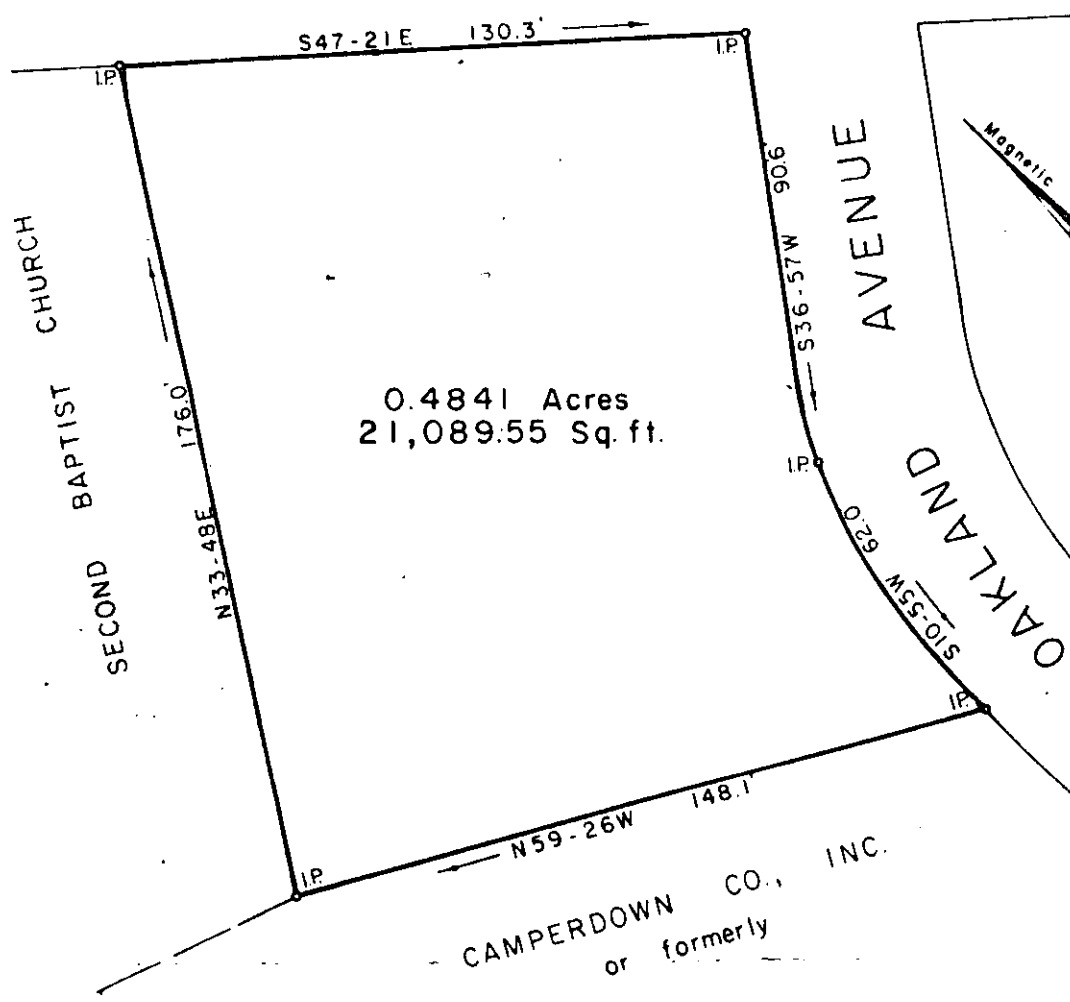 S47-21E 130.3'
I.P.
I.P.
Magnetic
AVENUE
90.6'
S36-57W
SECOND BAPTIST CHURCH
176.0'
N33-48E
0.4841 Acres
21,089.55 Sq. ft.
I.P.
OAKLAND
62.0
S10-55W
I.P.
148.1'
N59-26W
I.P.
CAMPERDOWN CO., INC.
or formerly